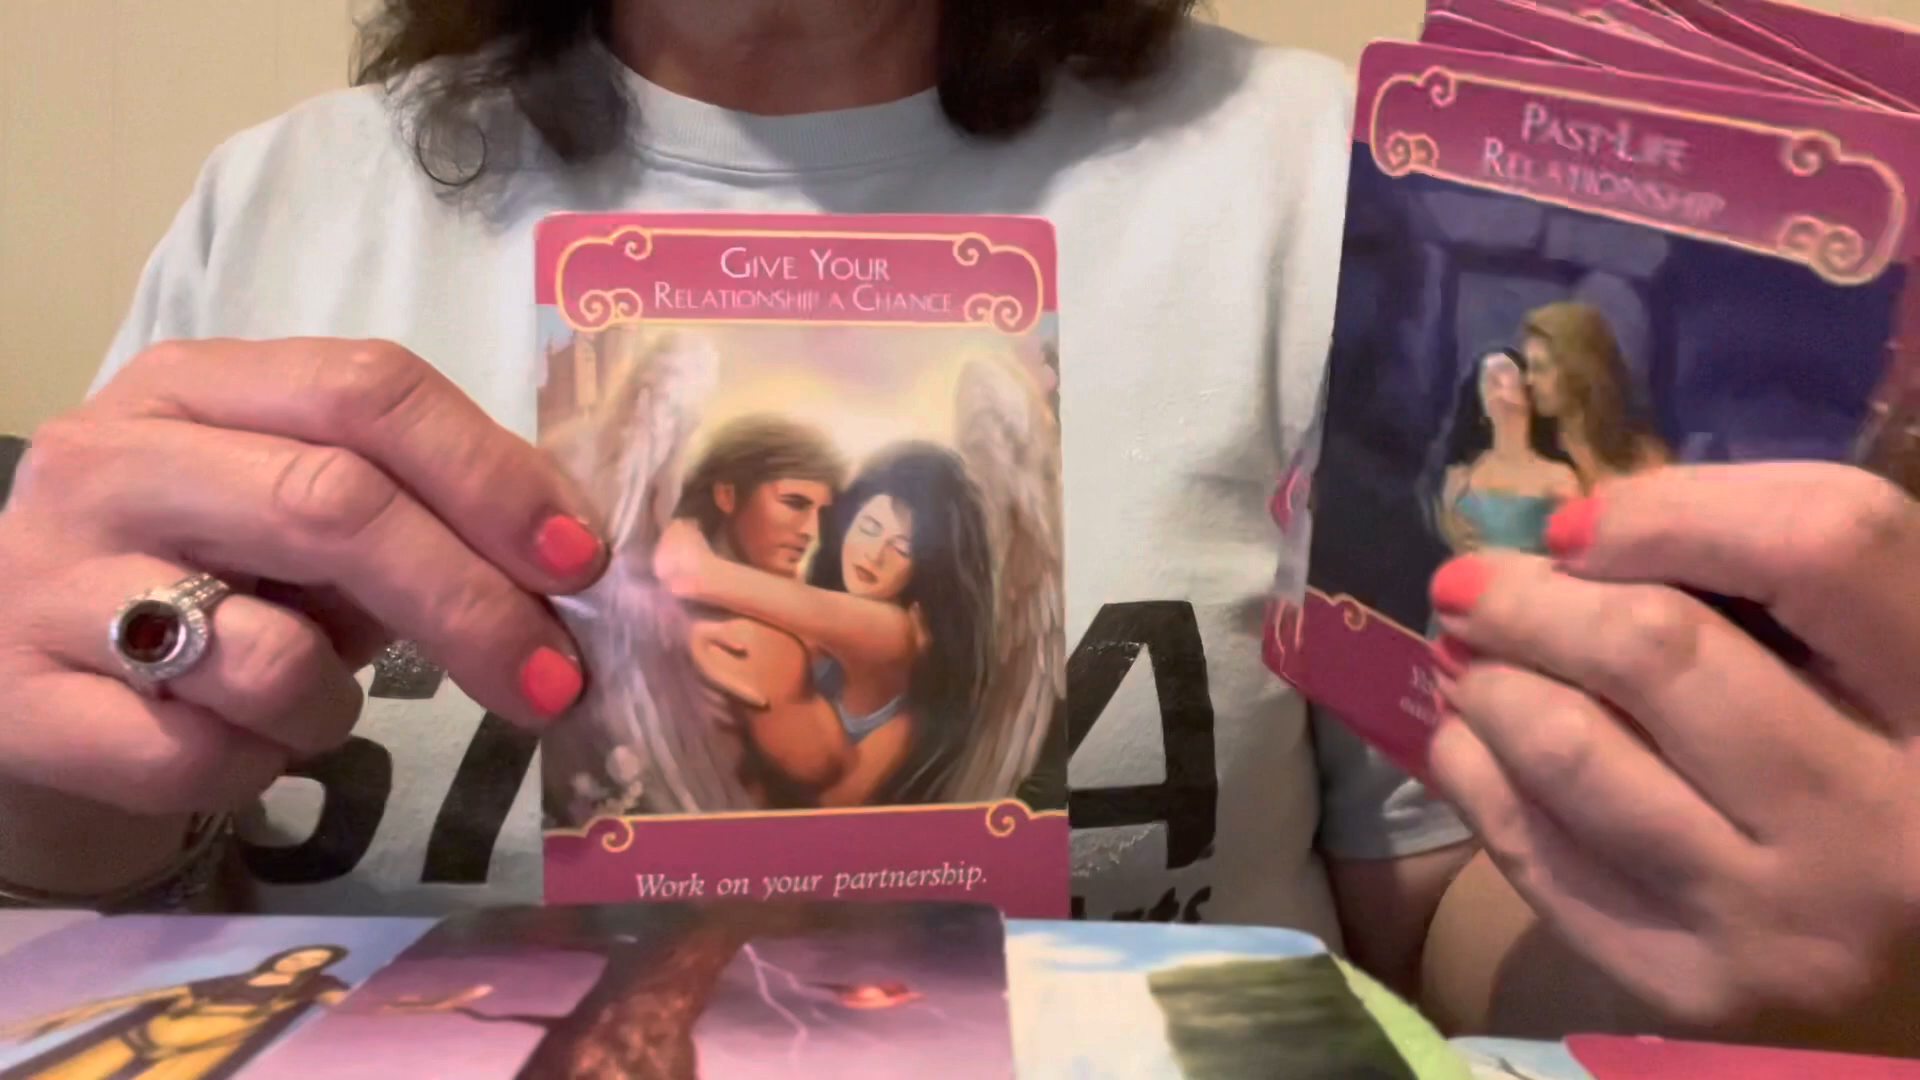 GIVE YOUR
RELATIONSHIP A CHANCE
Work on your partnership.
PAST-LIFE
RELATIONSHIP